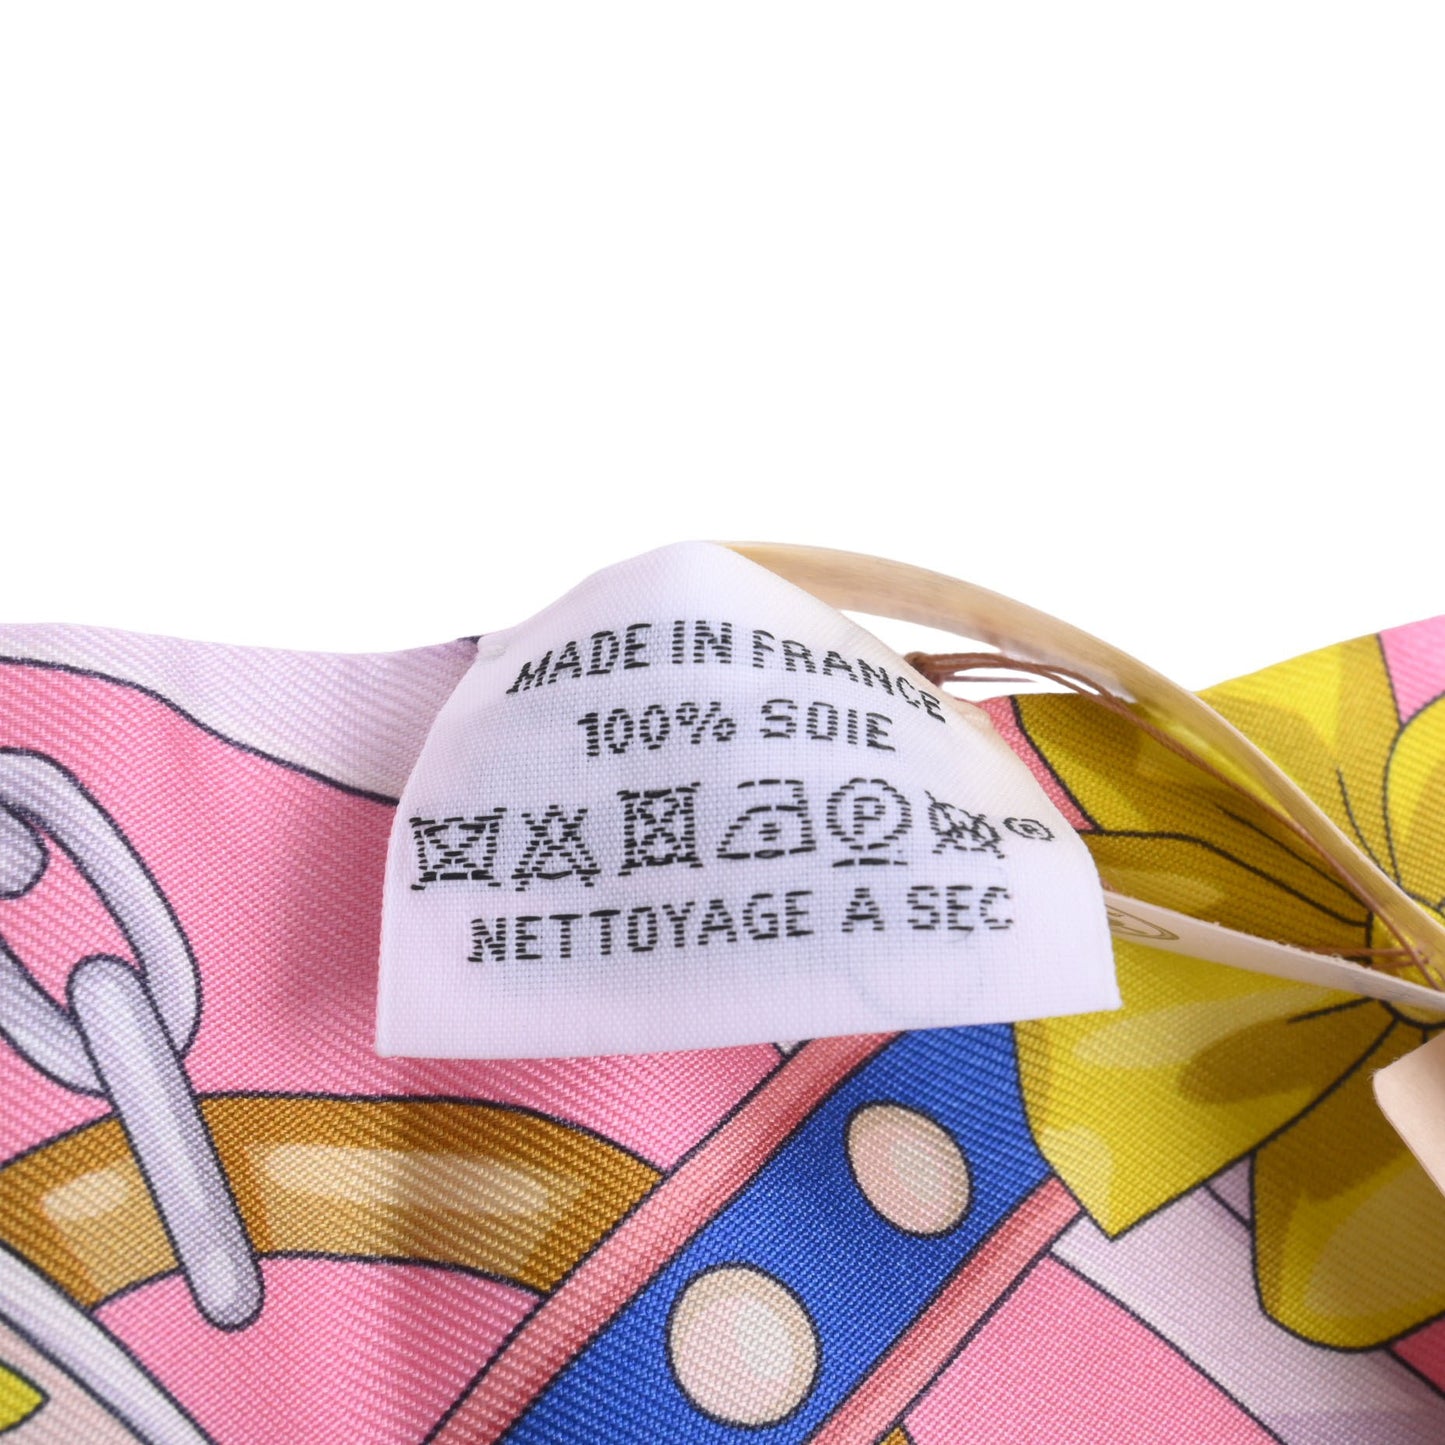 MADE IN FRANCE
100% SOIE
P ®
NETTOYAGE A SEC